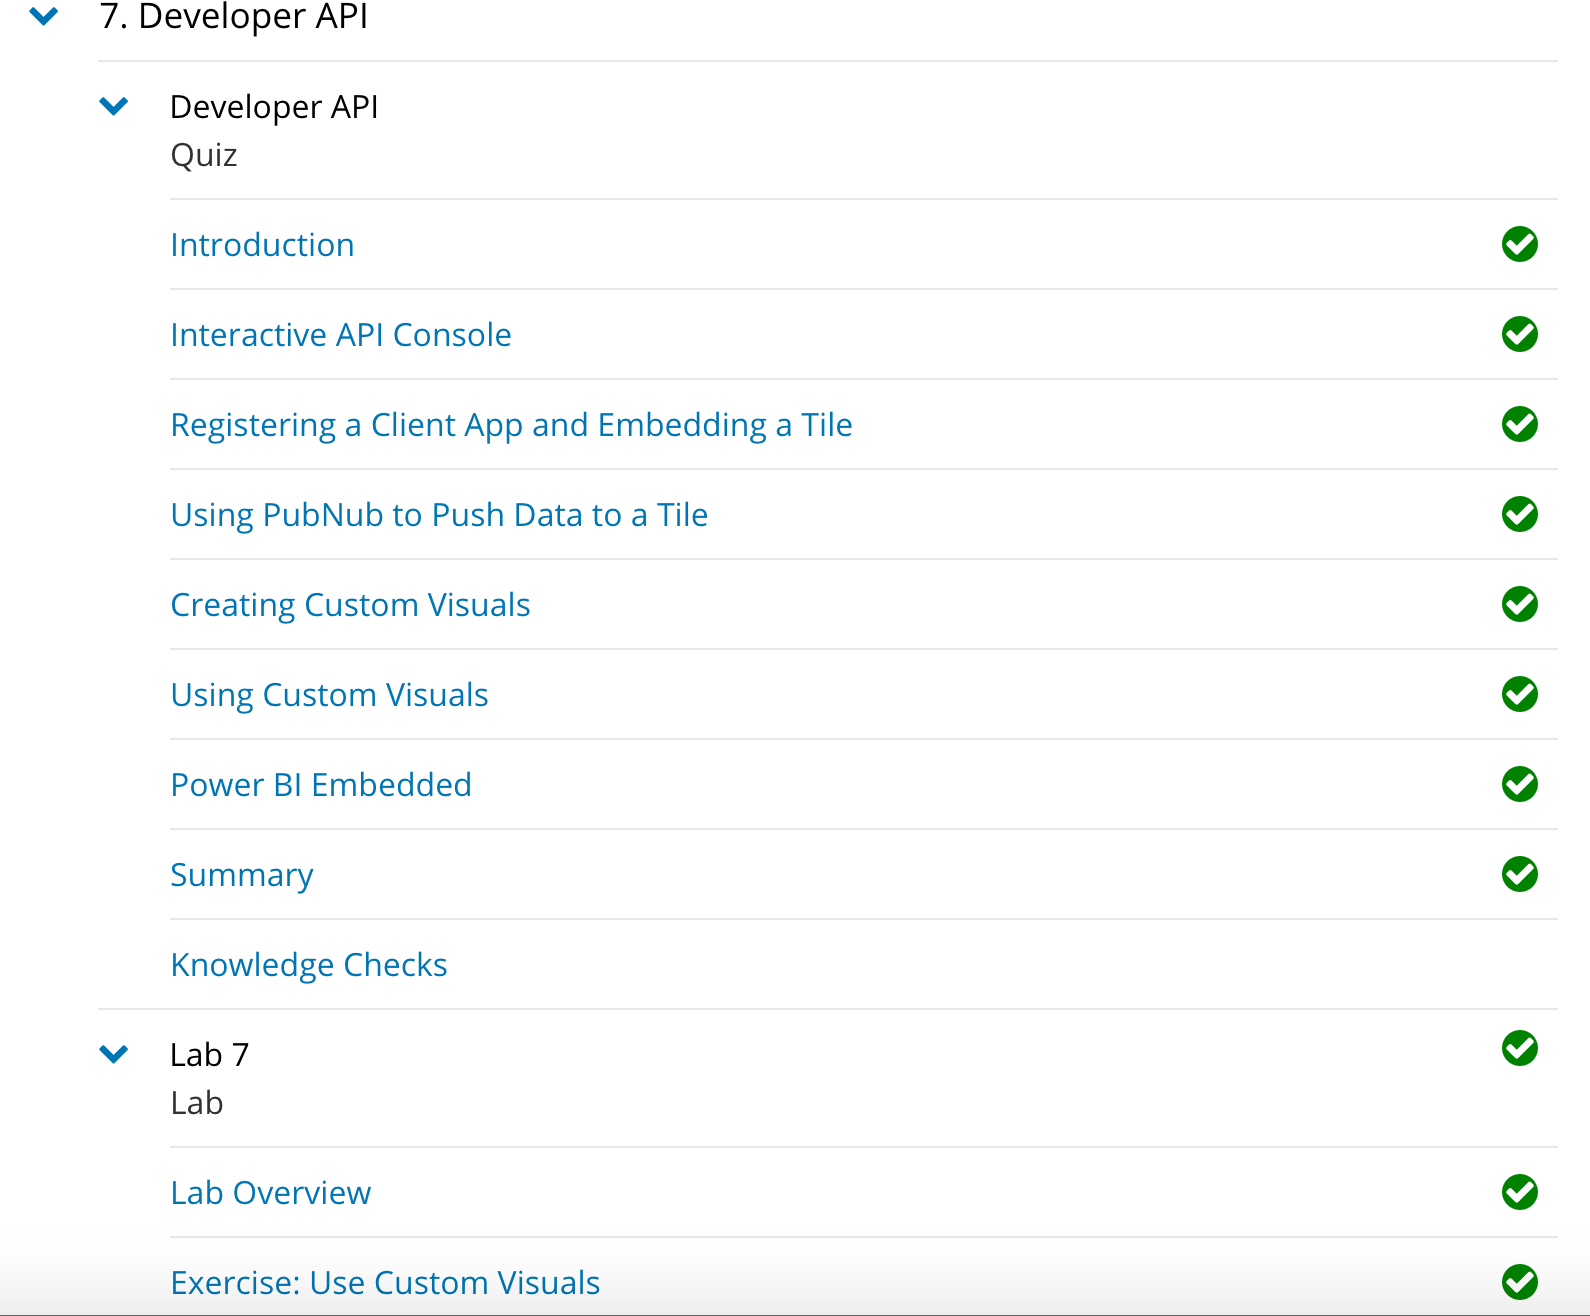 7. Developer API
Developer API
Quiz
Introduction
Interactive API Console
Registering a Client App and Embedding a Tile
Using PubNub to Push Data to a Tile
Creating Custom Visuals
Using Custom Visuals
Power BI Embedded
Summary
Knowledge Checks
Lab 7
Lab
Lab Overview
Exercise: Use Custom Visuals